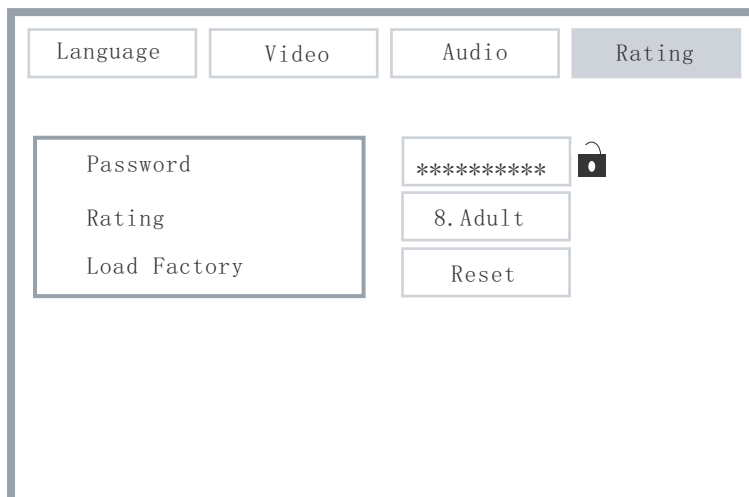 Language Video Audio Rating
Password **********
Rating 8.Adult
Load Factory Reset